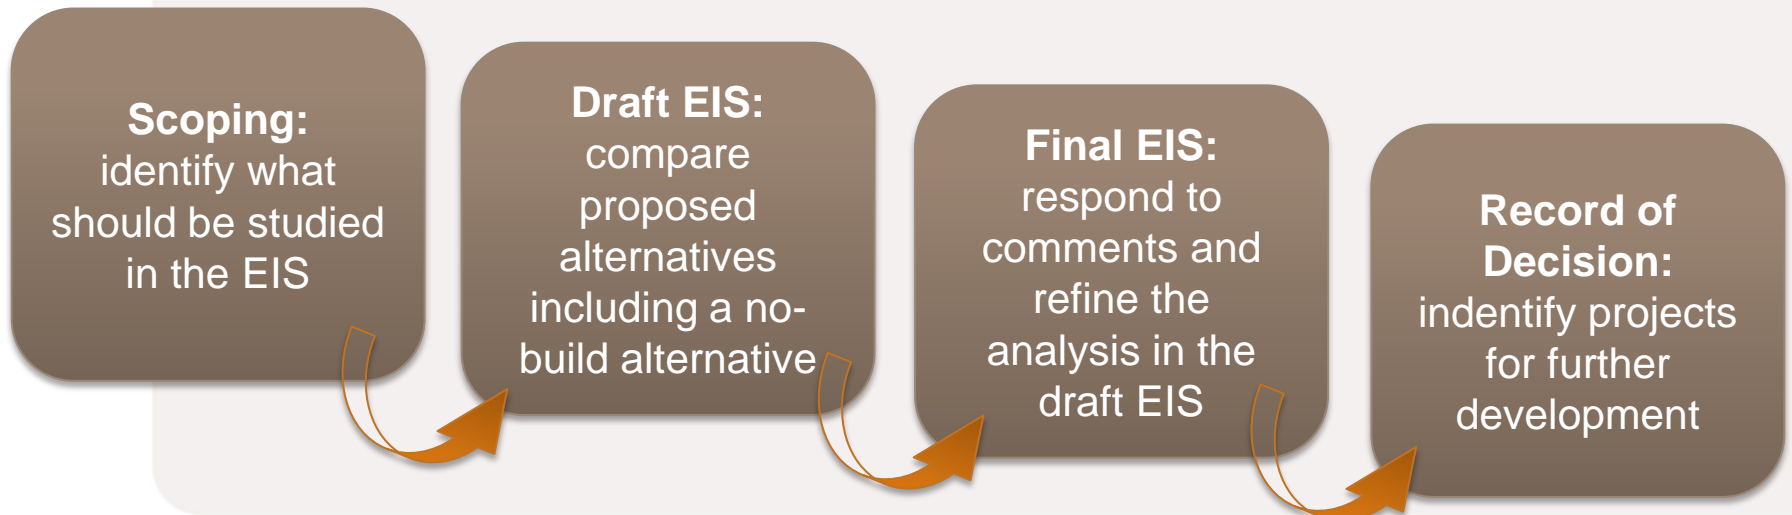 Scoping:
identify what
should be studied
in the EIS
Draft EIS:
compare
proposed
alternatives
including a no-
build alternative
Final EIS:
respond to
comments and
refine the
analysis in the
draft EIS
Record of
Decision:
indentify projects
for further
development